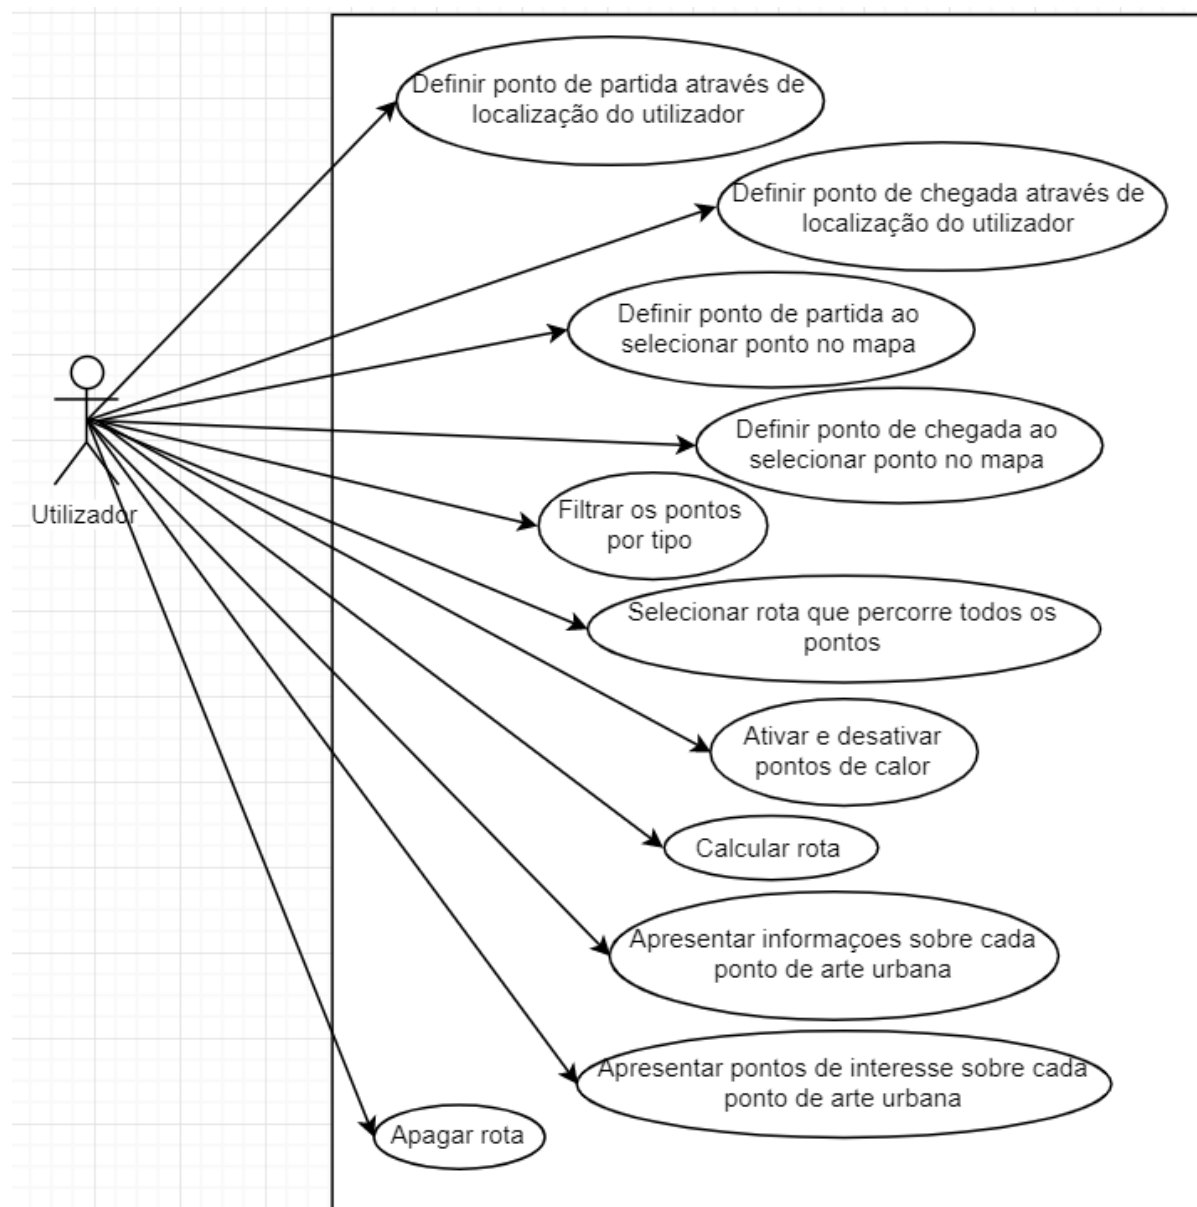 Definir ponto de partida através de
localização do utilizador
Definir ponto de chegada através de
localização do utilizador
Definir ponto de partida ao
selecionar ponto no mapa
Definir ponto de chegada ao
selecionar ponto no mapa
Utilizador
Filtrar os pontos
por tipo
Selecionar rota que percorre todos os
pontos
Ativar e desativar
pontos de calor
Calcular rota
Apresentar informaçoes sobre cada
ponto de arte urbana
Apresentar pontos de interesse sobre cada
ponto de arte urbana
Apagar rota